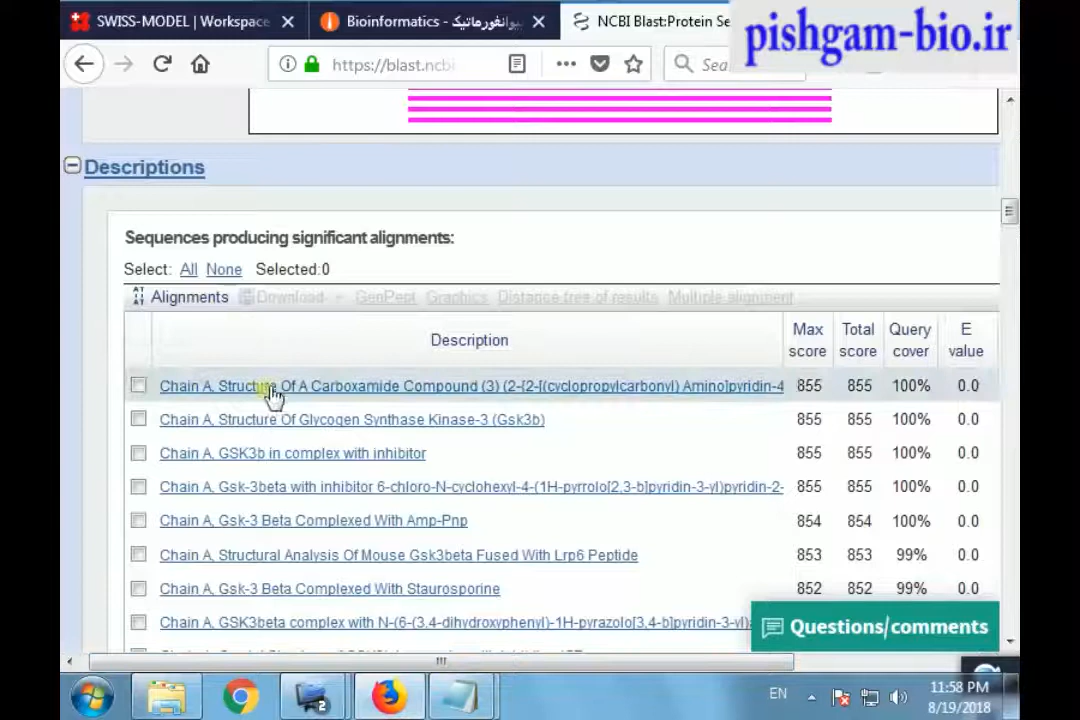 SWISS-MODEL | Workspace
Bioinformatics - بیوانفورماتیک
NCBI Blast:Protein Se
pishgam-bio.ir
https://blast.ncbi
Sea
Descriptions
Sequences producing significant alignments:
Select: All None Selected:0
Alignments Download GenPept Graphics Distance tree of results Multiple alignment
Description Max score Total score Query cover E value
Chain A, Structure Of A Carboxamide Compound (3) (2-{2-[(cyclopropylcarbonyl) Amino]pyridin-4 855 855 100% 0.0
Chain A, Structure Of Glycogen Synthase Kinase-3 (Gsk3b) 855 855 100% 0.0
Chain A, GSK3b in complex with inhibitor 855 855 100% 0.0
Chain A, Gsk-3beta with inhibitor 6-chloro-N-cyclohexyl-4-(1H-pyrrolo[2,3-b]pyridin-3-yl)pyridin-2- 855 855 100% 0.0
Chain A, Gsk-3 Beta Complexed With Amp-Pnp 854 854 100% 0.0
Chain A, Structural Analysis Of Mouse Gsk3beta Fused With Lrp6 Peptide 853 853 99% 0.0
Chain A, Gsk-3 Beta Complexed With Staurosporine 852 852 99% 0.0
Chain A, GSK3beta complex with N-(6-(3,4-dihydroxyphenyl)-1H-pyrazolo[3,4-b]pyridin-3-yl)
Questions/comments
2
EN
11:58 PM
8/19/2018